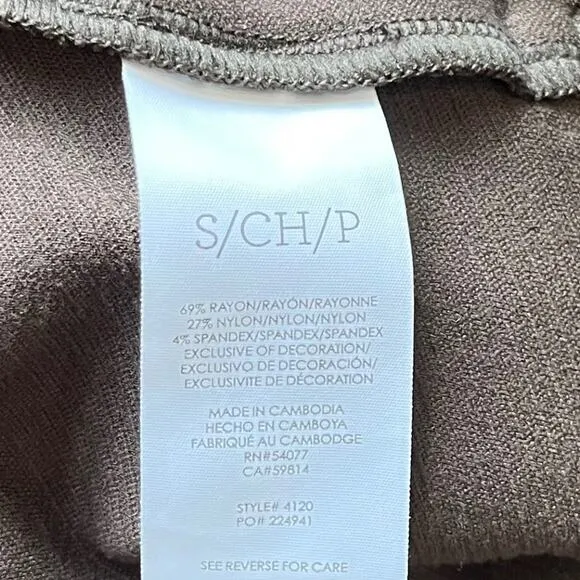 S/CH/P
69% RAYON/RAYÓN/RAYONNE
27% NYLON/NYLON/NYLON
4% SPANDEX/SPANDEX/SPANDEX
EXCLUSIVE OF DECORATION/
EXCLUSIVO DE DECORACIÓN/
EXCLUSIVITE DE DÉCORATION
MADE IN CAMBODIA
HECHO EN CAMBOYA
FABRIQUÉ AU CAMBODGE
RN#54077
CA#59814
STYLE# 4120
PO# 224941
SEE REVERSE FOR CARE